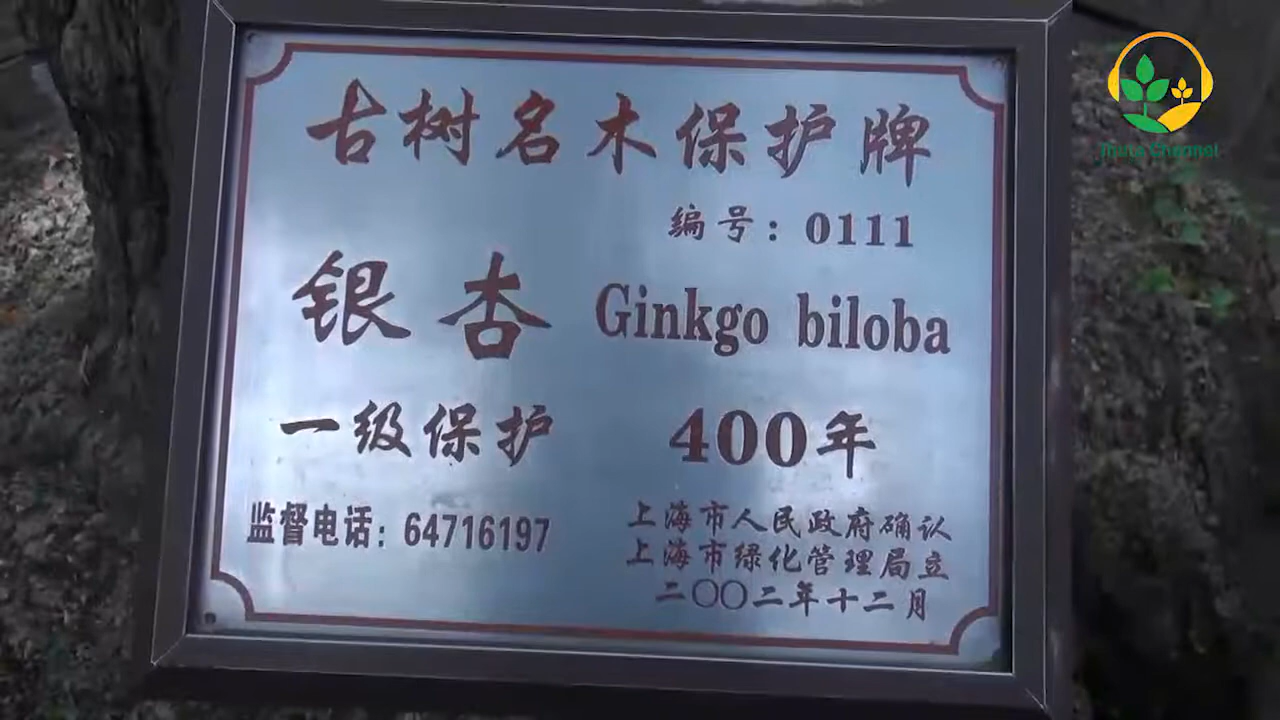 古树名木保护牌
编号：0111
银杏 Ginkgo biloba
一级保护 400年
监督电话：64716197
上海市人民政府确认
上海市绿化管理局立
二〇〇二年十二月
Channel